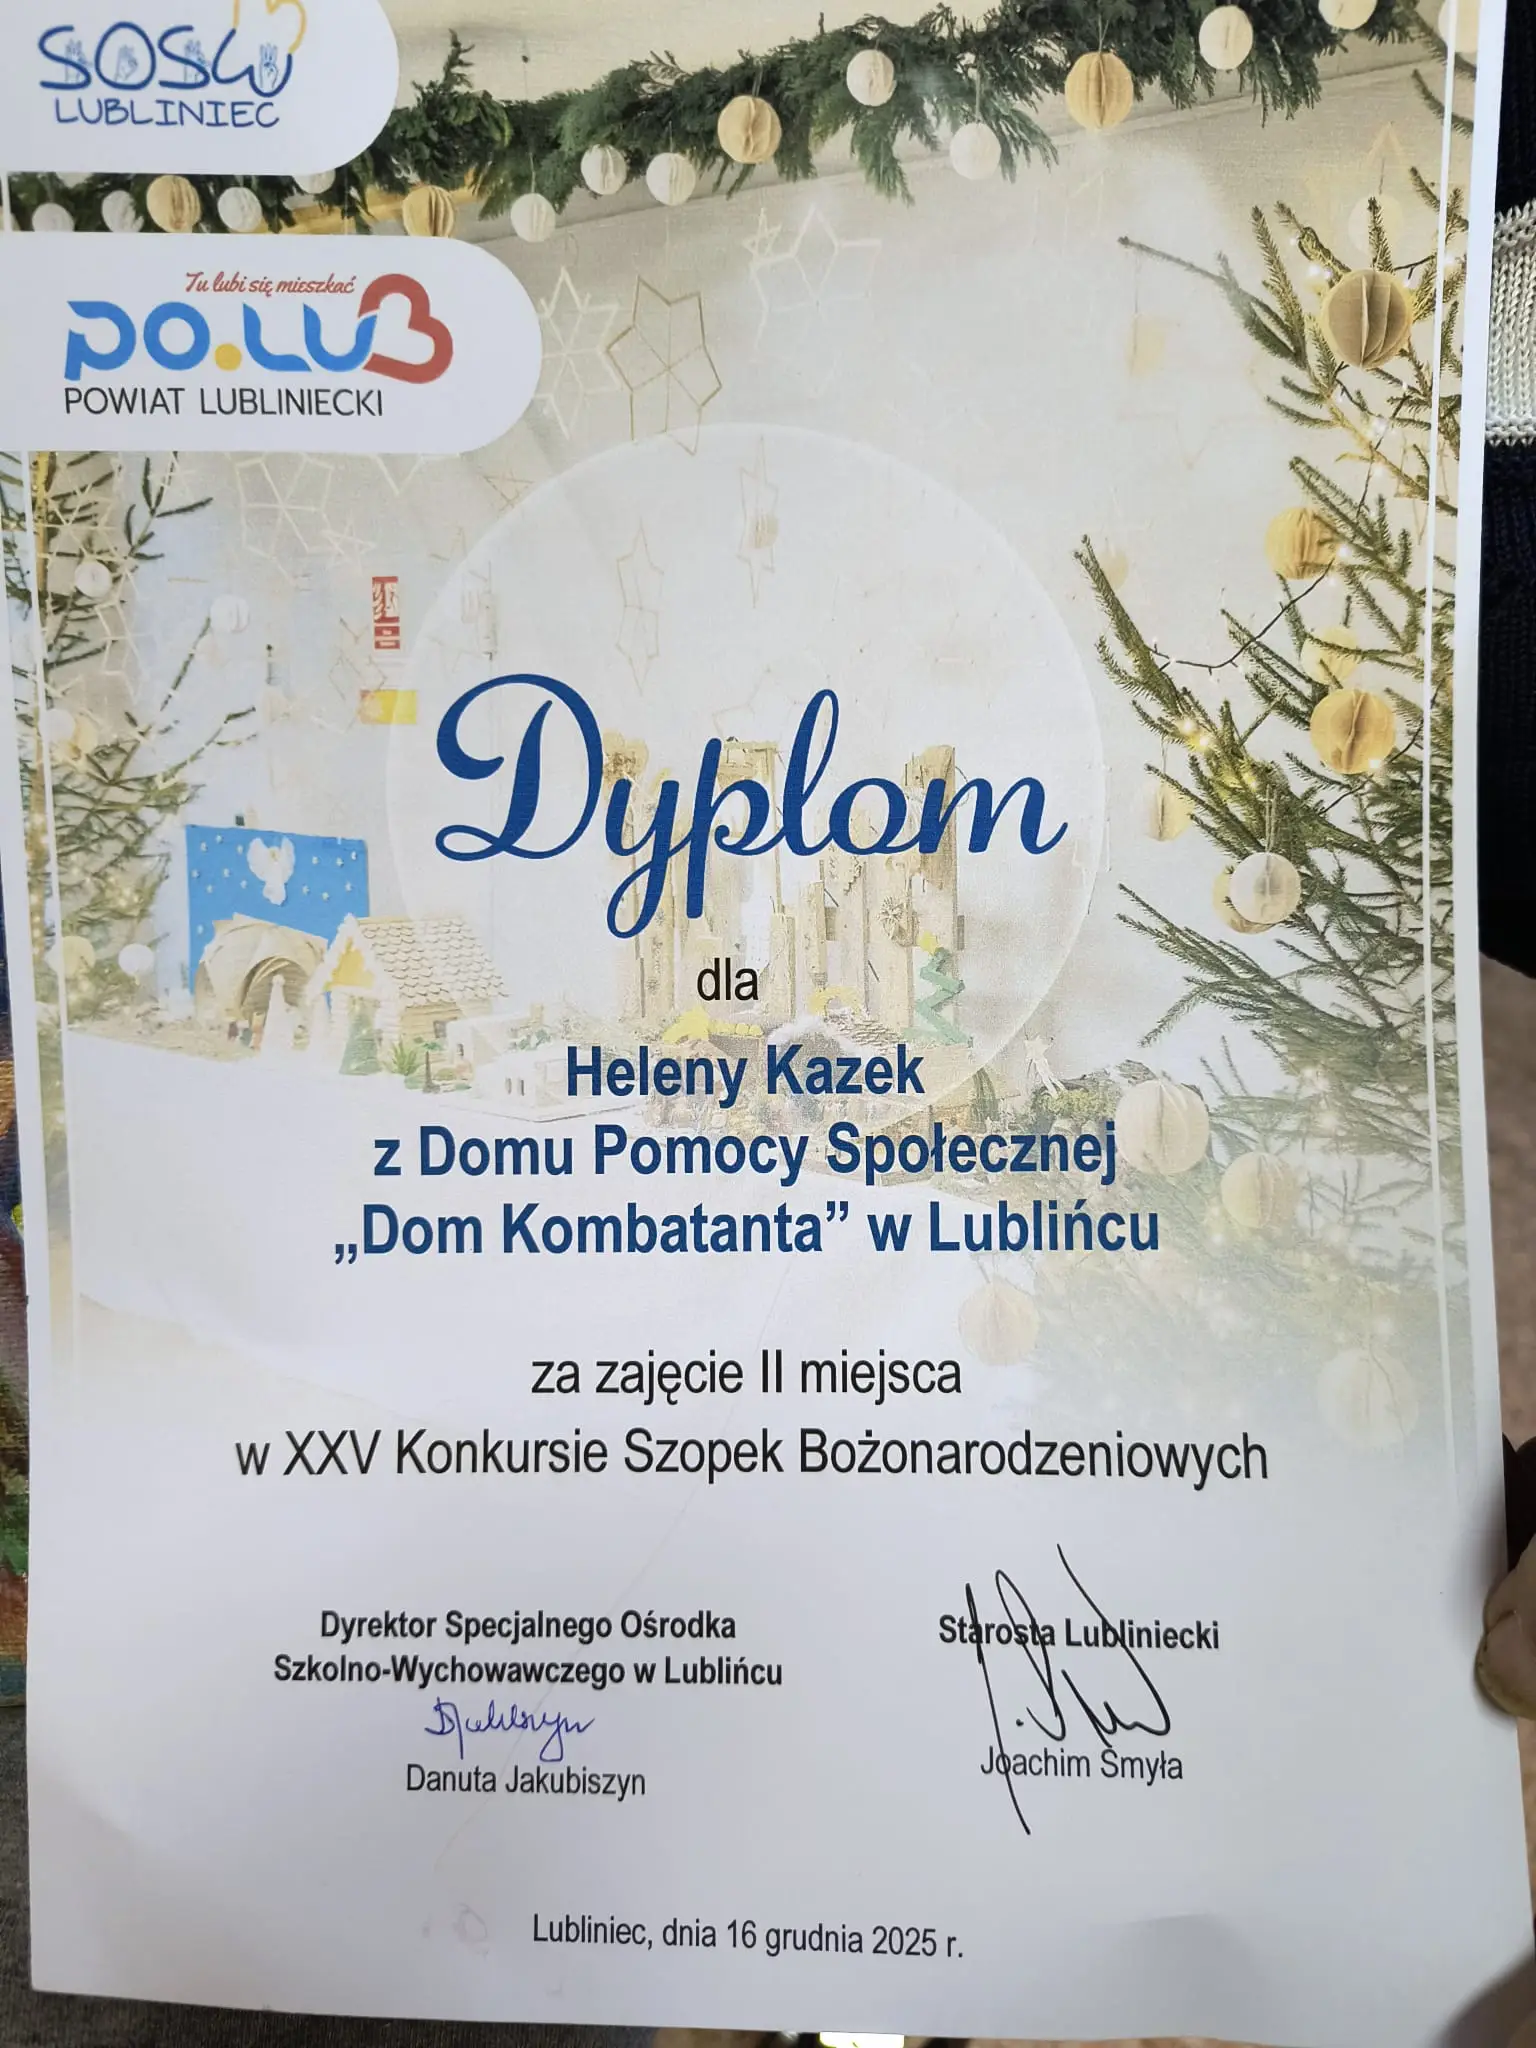 SOSW
LUBLINIEC
Tu lubi się mieszkać
PO.LUB
POWIAT LUBLINIECKI
Dyplom
dla
Heleny Kazek
z Domu Pomocy Społecznej
„Dom Kombatanta” w Lublińcu
za zajęcie II miejsca
w XXV Konkursie Szopek Bożonarodzeniowych
Dyrektor Specjalnego Ośrodka
Szkolno-Wychowawczego w Lublińcu
DJakubiszyn
Danuta Jakubiszyn
Starosta Lubliniecki
Joachim Smyła
Lubliniec, dnia 16 grudnia 2025 r.